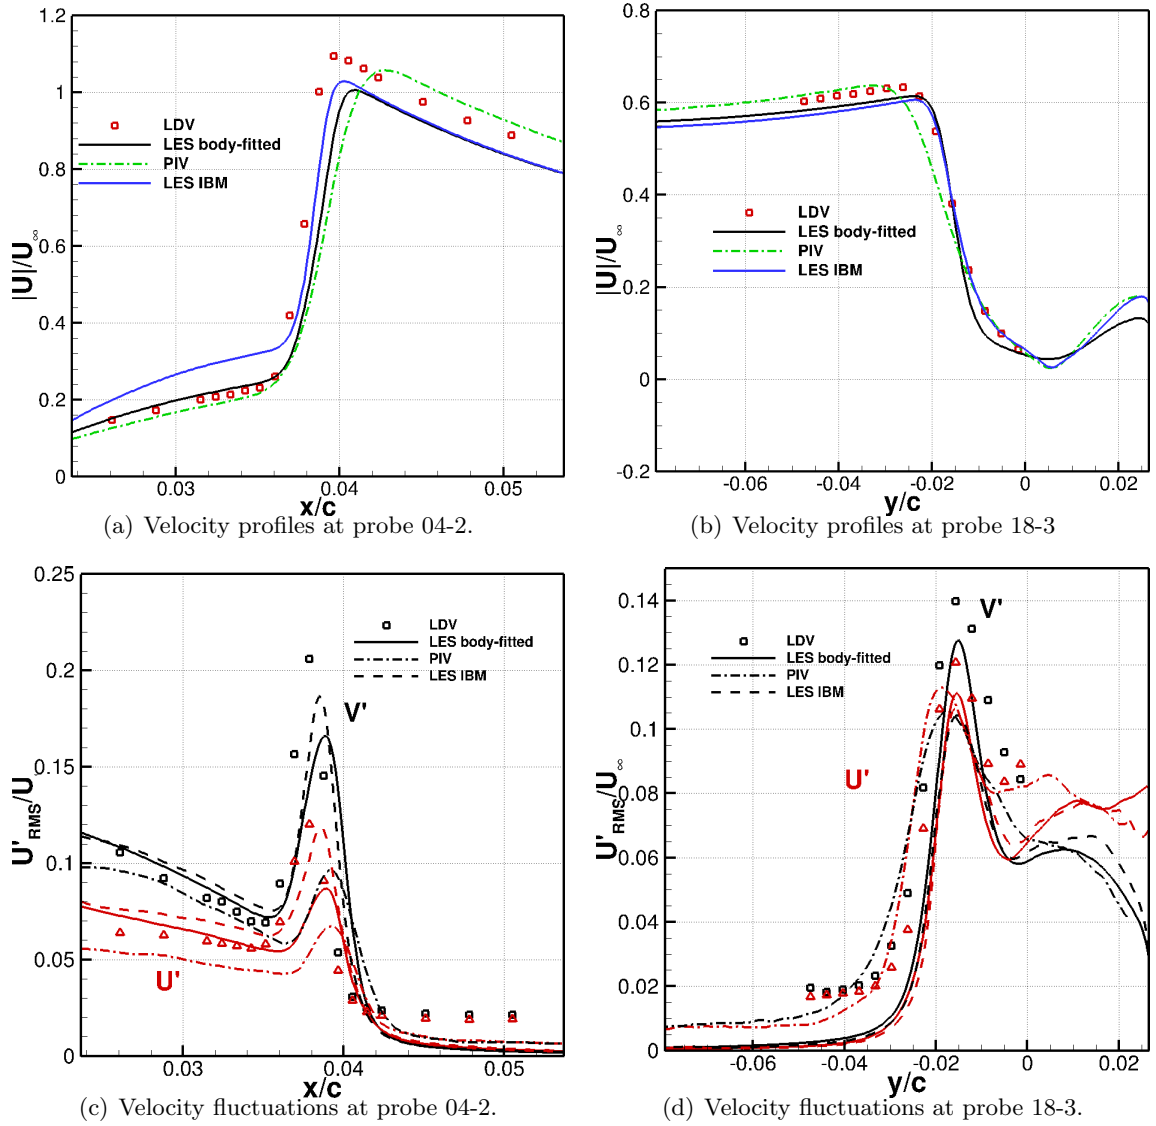 1.2
1
0.8
0.6
0.4
0.2
0
|U|/U∞
LDV
LES body-fitted
PIV
LES IBM
0.03
0.04
0.05
x/c
(a) Velocity profiles at probe 04-2.
0.8
0.6
0.4
0.2
0
-0.2
|U|/U∞
LDV
LES body-fitted
PIV
LES IBM
-0.06
-0.04
-0.02
0
0.02
y/c
(b) Velocity profiles at probe 18-3
0.25
0.2
0.15
0.1
0.05
0
U'RMS/U
LDV
LES body-fitted
PIV
LES IBM
V'
U'
0.03
0.04
0.05
x/c
(c) Velocity fluctuations at probe 04-2.
0.14
0.12
0.1
0.08
0.06
0.04
0.02
0
U'RMS/U∞
V'
LDV
LES body-fitted
PIV
LES IBM
U'
-0.06
-0.04
-0.02
0
0.02
y/c
(d) Velocity fluctuations at probe 18-3.